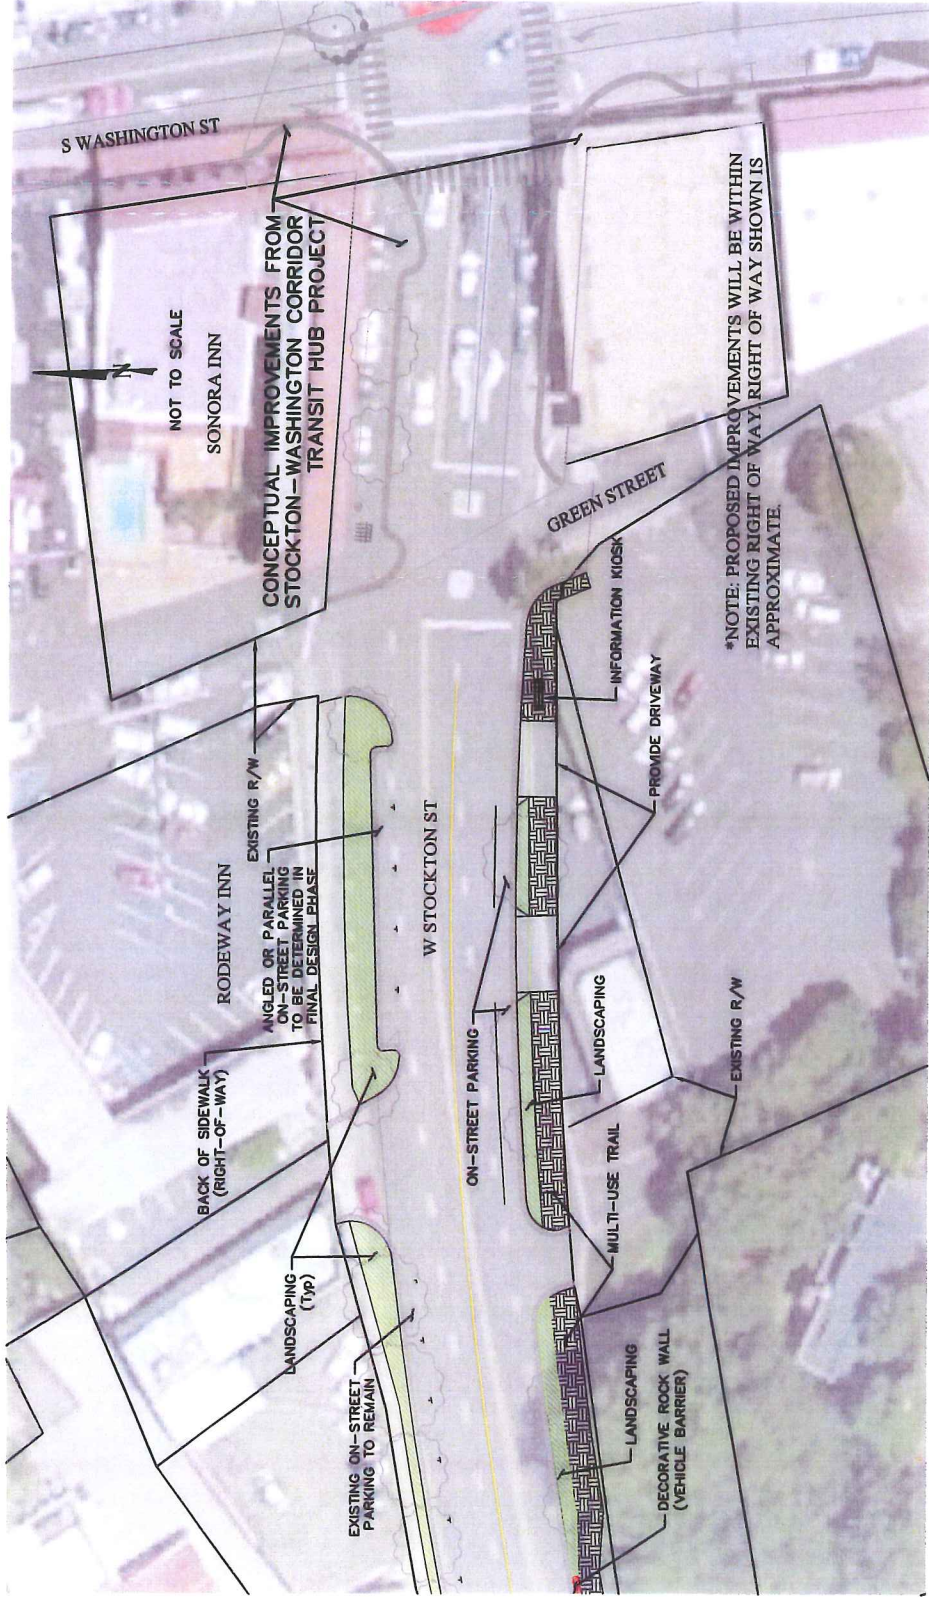 S WASHINGTON ST
N
NOT TO SCALE
SONORA INN
CONCEPTUAL IMPROVEMENTS FROM
STOCKTON-WASHINGTON CORRIDOR
TRANSIT HUB PROJECT
GREEN STREET
*NOTE: PROPOSED IMPROVEMENTS WILL BE WITHIN
EXISTING RIGHT OF WAY. RIGHT OF WAY SHOWN IS
APPROXIMATE.
EXISTING R/W
RODEWAY INN
ANGLED OR PARALLEL
ON-STREET PARKING
TO BE DETERMINED IN
FINAL DESIGN PHASE
BACK OF SIDEWALK
(RIGHT-OF-WAY)
W STOCKTON ST
INFORMATION KIOSK
PROVIDE DRIVEWAY
ON-STREET PARKING
LANDSCAPING
EXISTING R/W
MULTI-USE TRAIL
LANDSCAPING
(TYP)
EXISTING ON-STREET
PARKING TO REMAIN
LANDSCAPING
DECORATIVE ROCK WALL
(VEHICLE BARRIER)